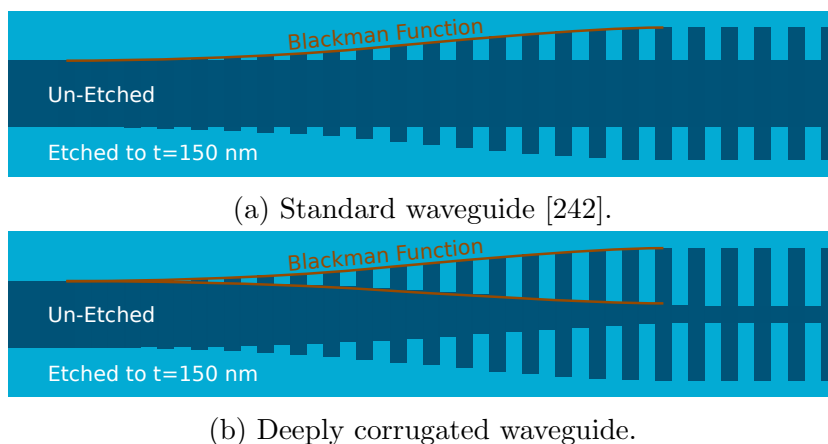 Blackman Function
Un-Etched
Etched to t=150 nm
(a) Standard waveguide [242].
Blackman Function
Un-Etched
Etched to t=150 nm
(b) Deeply corrugated waveguide.